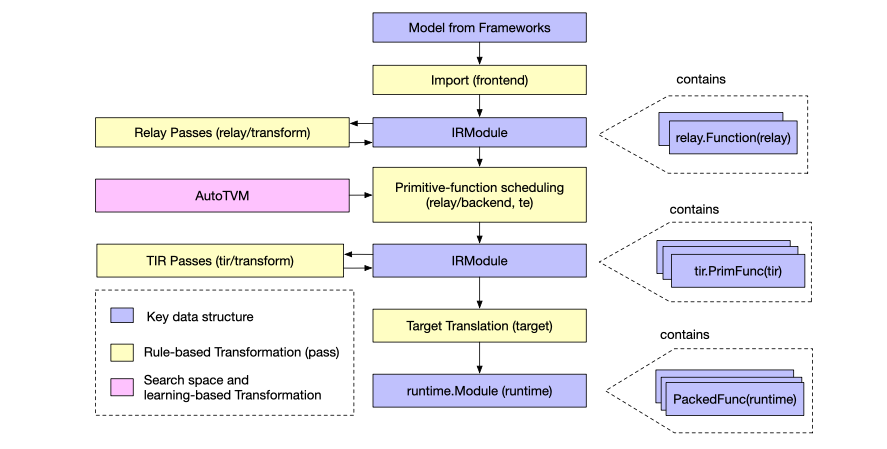 Model from Frameworks
Import (frontend)
contains
Relay Passes (relay/transform)
IRModule
relay.Function(relay)
AutoTVM
Primitive-function scheduling
(relay/backend, te)
contains
TIR Passes (tir/transform)
IRModule
tir.PrimFunc(tir)
Key data structure
Target Translation (target)
contains
Rule-based Transformation (pass)
Search space and
learning-based Transformation
runtime.Module (runtime)
PackedFunc(runtime)